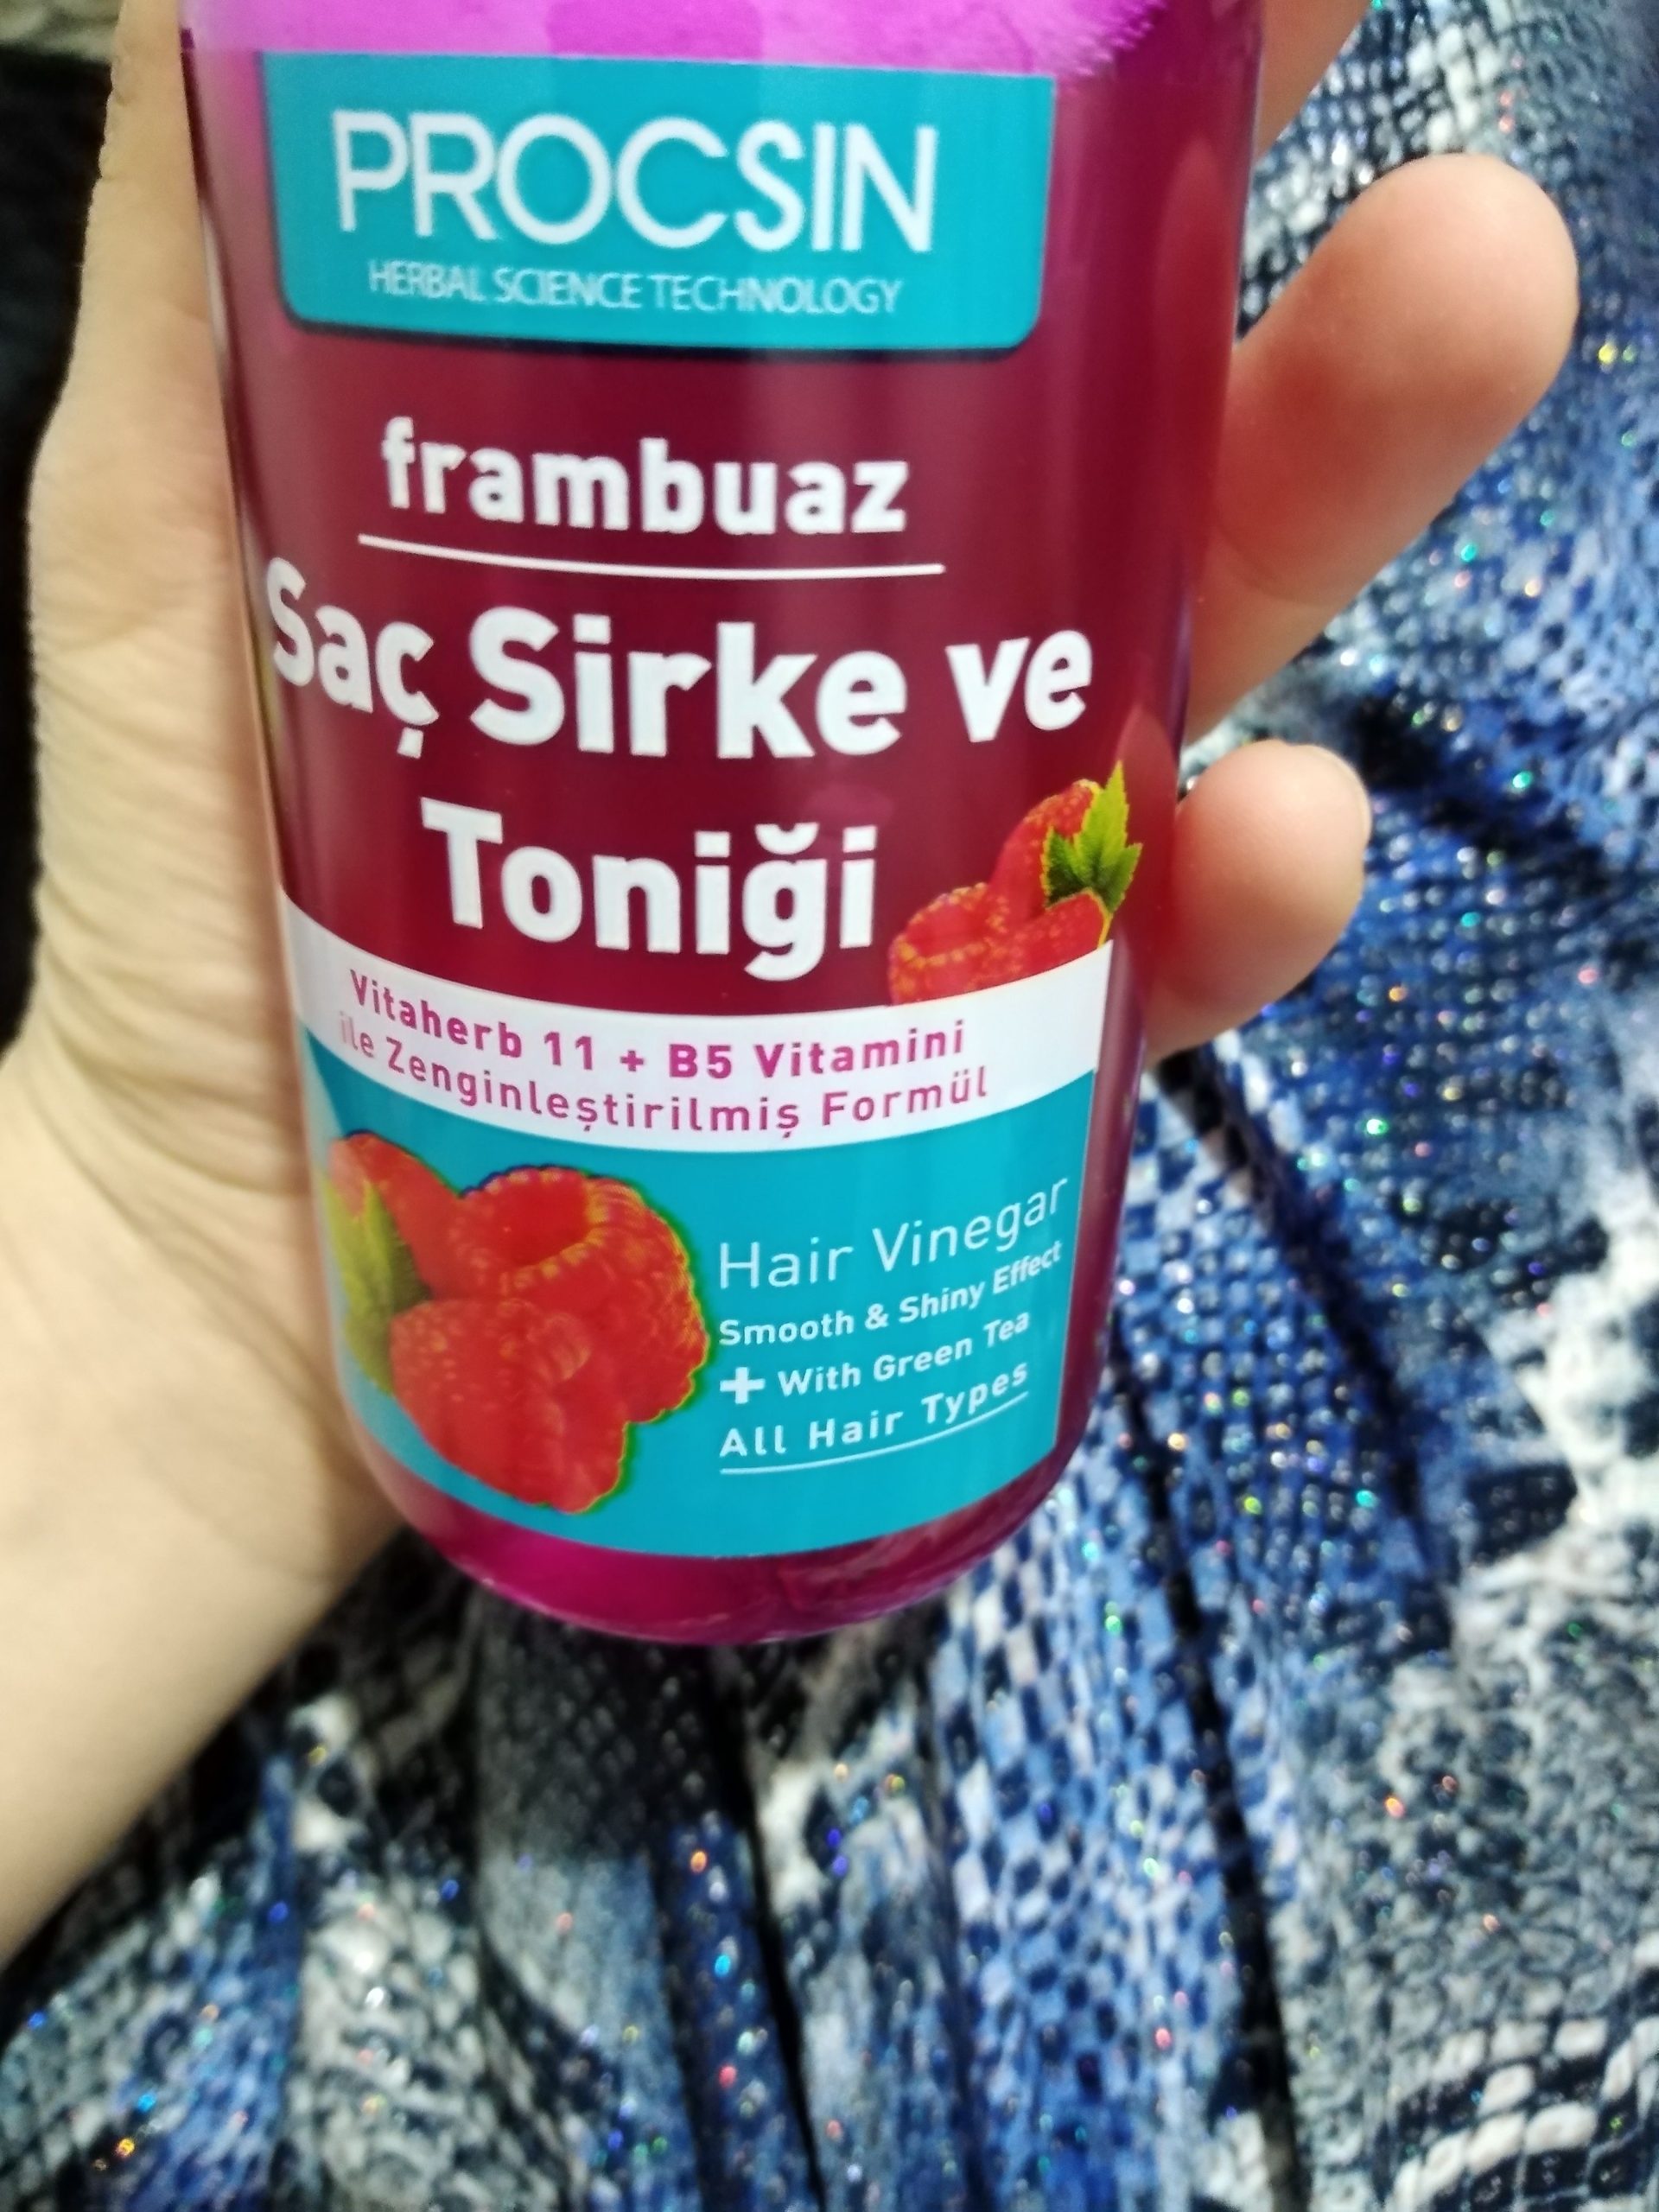 PROCSIN
HERBAL SCIENCE TECHNOLOGY
frambuaz
Saç Sirke ve
Toniği
Vitaherb 11 + B5 Vitamini
ile Zenginleştirilmiş Formül
Hair Vinegar
Smooth & Shiny Effect
+ With Green Tea
All Hair Types